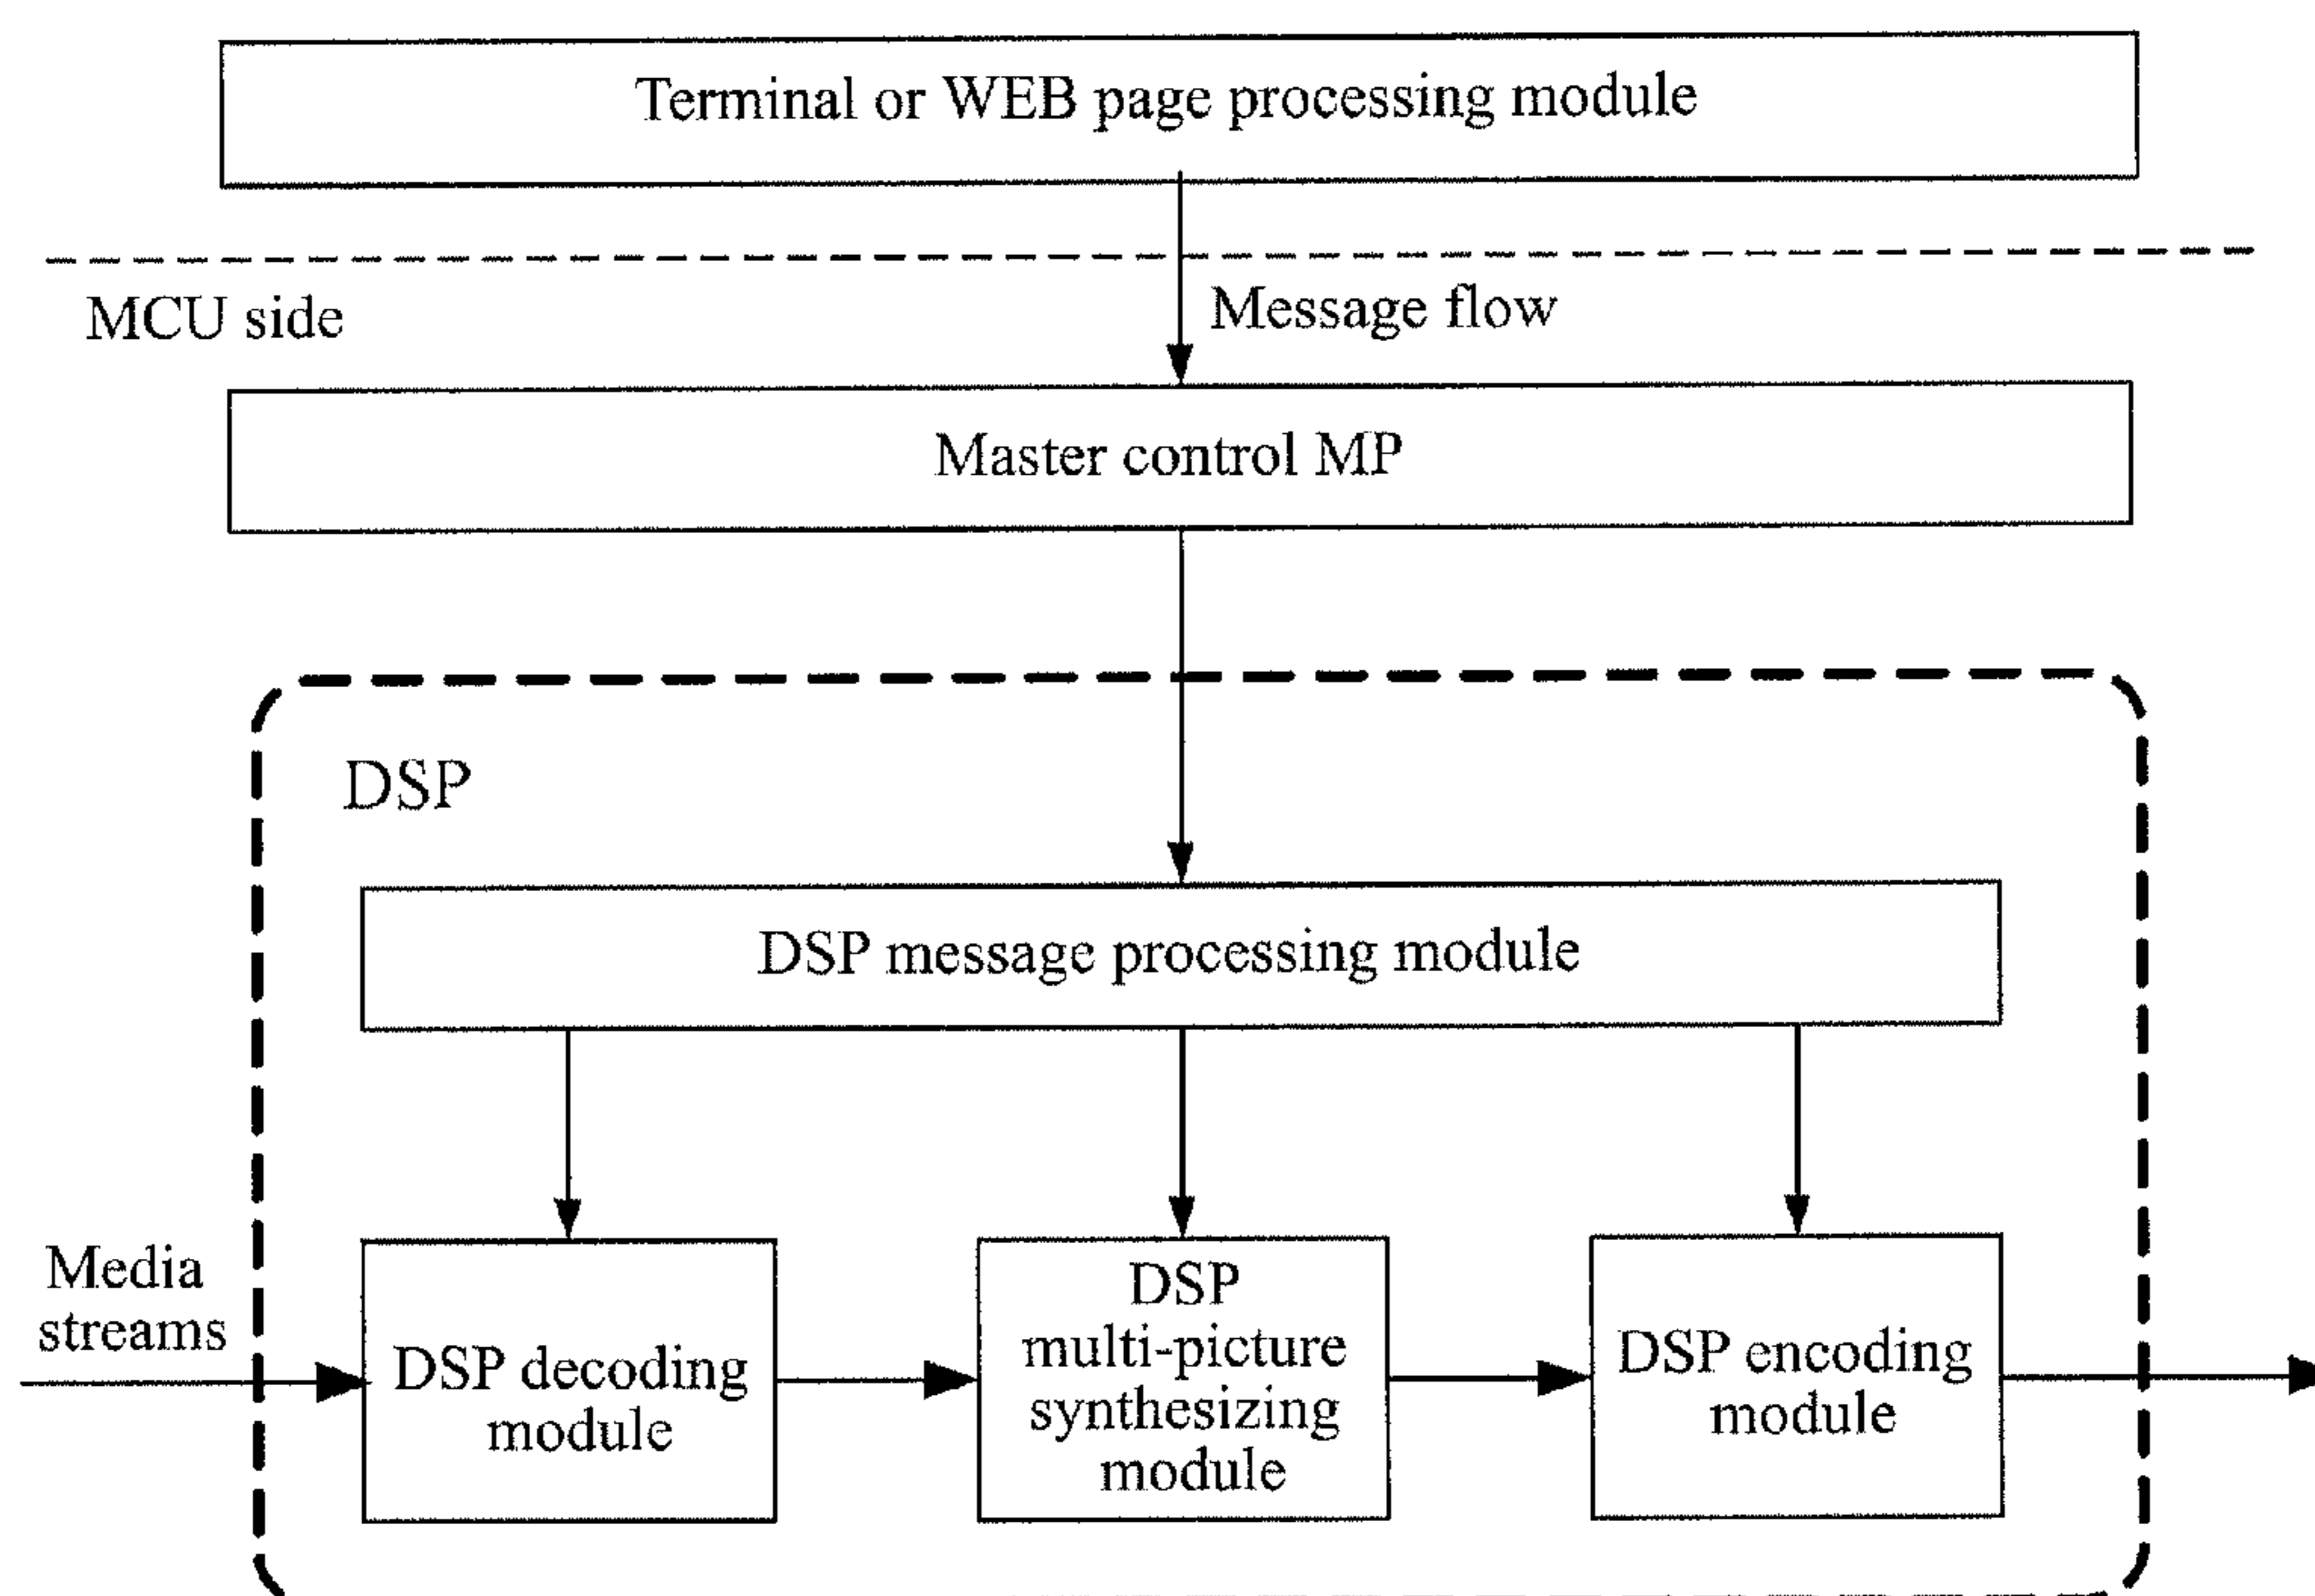 Terminal or WEB page processing module
MCU side
Message flow
Master control MP
DSP
DSP message processing module
Media
streams
DSP decoding
module
DSP
multi-picture
synthesizing
module
DSP encoding
module